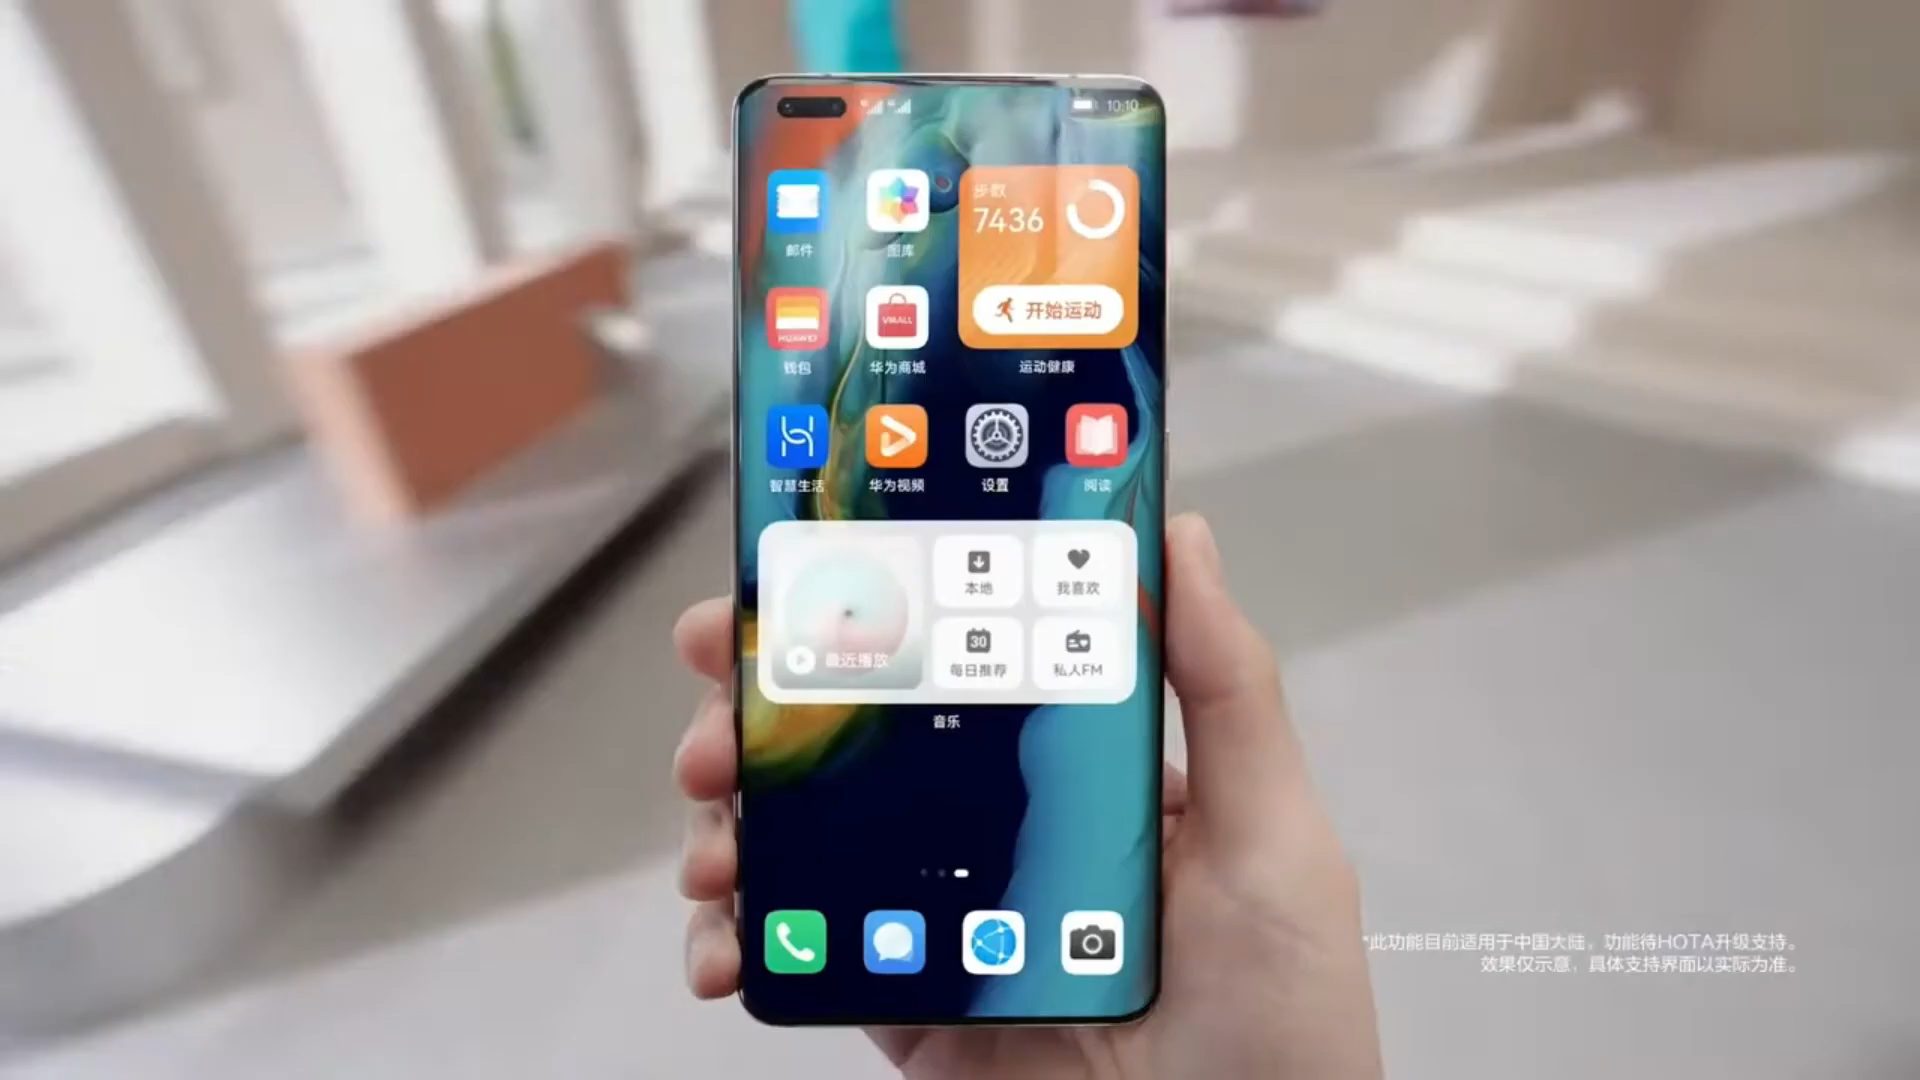 10:10
邮件
图库
步数
7436
开始运动
运动健康
HUAWEI
钱包
VMALL
华为商城
智慧生活
华为视频
设置
阅读
最近播放
本地
我喜欢
30
每日推荐
私人FM
音乐
*此功能目前适用于中国大陆，功能待HOTA升级支持。
效果仅示意，具体支持界面以实际为准。